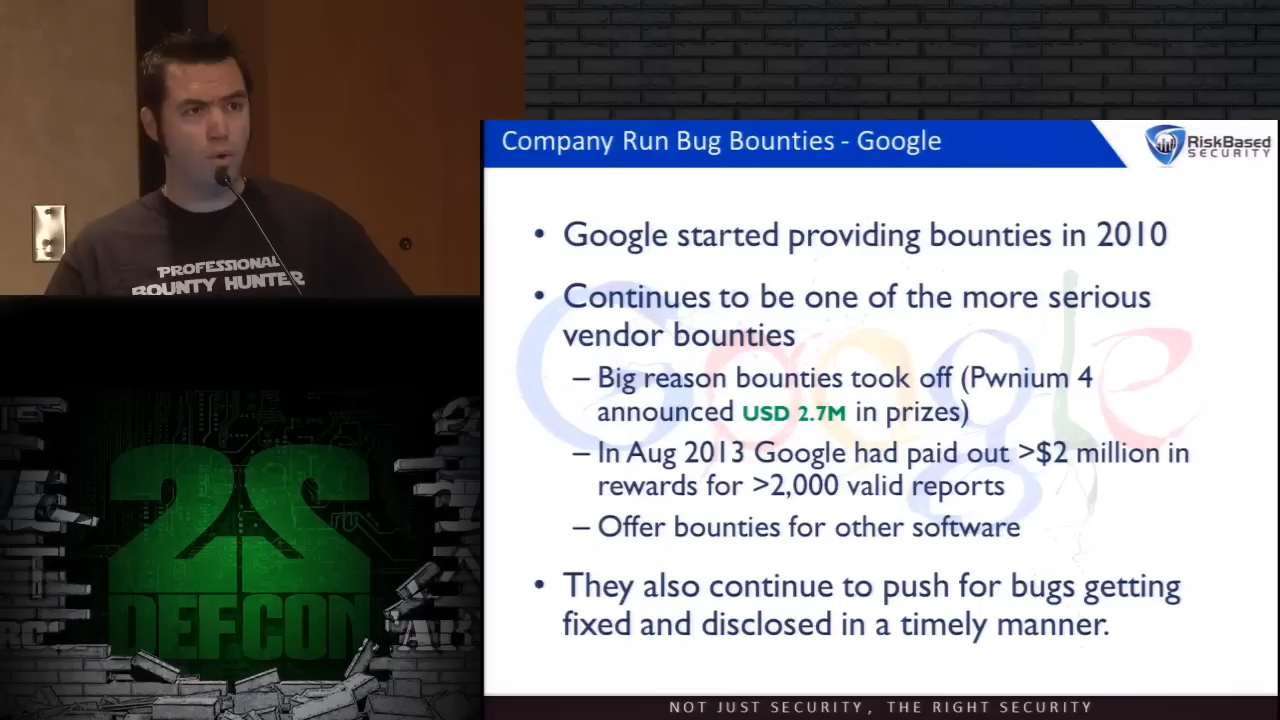 PROFESSIONAL
BOUNTY HUNTER
22
DEFCON
Company Run Bug Bounties - Google
RiskBased
SECURITY
Google
• Google started providing bounties in 2010
• Continues to be one of the more serious
vendor bounties
– Big reason bounties took off (Pwnium 4
announced USD 2.7M in prizes)
– In Aug 2013 Google had paid out >$2 million in
rewards for >2,000 valid reports
– Offer bounties for other software
• They also continue to push for bugs getting
fixed and disclosed in a timely manner.
NOT JUST SECURITY, THE RIGHT SECURITY